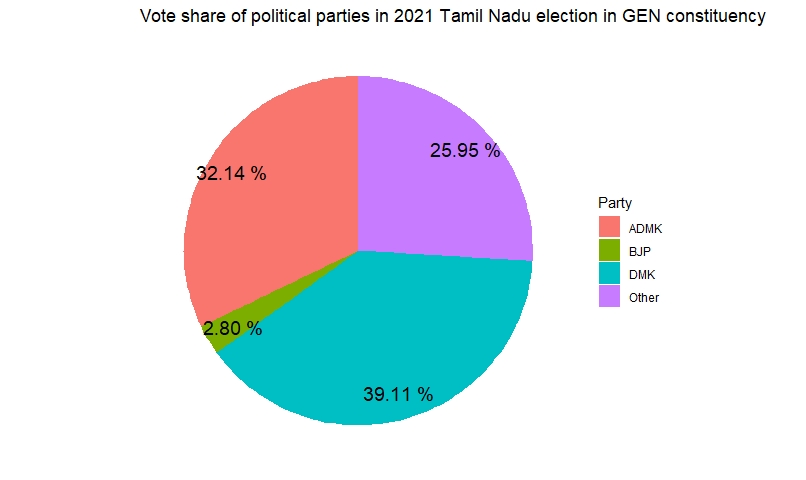 Vote share of political parties in 2021 Tamil Nadu election in GEN constituency
25.95 %
32.14 %
2.80 %
39.11 %
Party
ADMK
BJP
DMK
Other